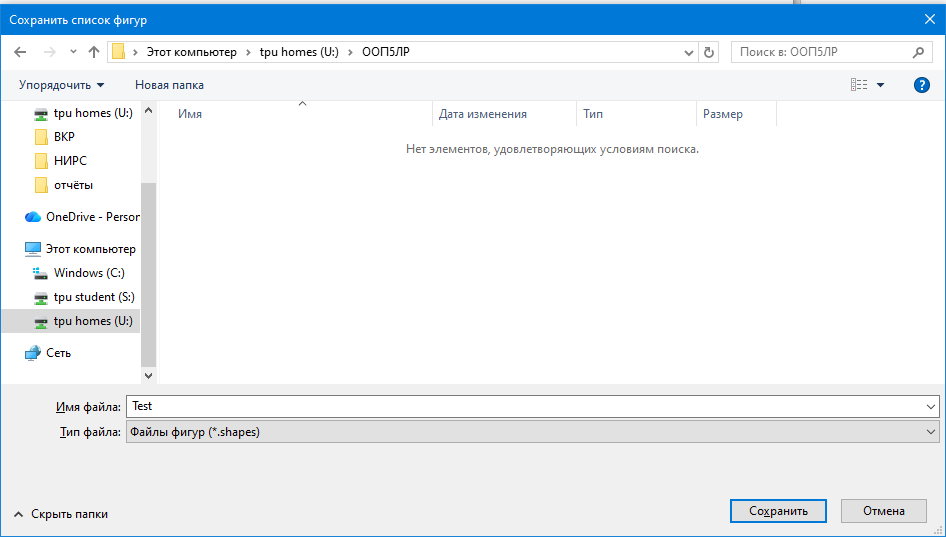 Сохранить список фигур
Этот компьютер tpu homes (U:) ООП5ЛР
Поиск в: ООП5ЛР
Упорядочить Новая папка
tpu homes (U:)
ВКР
НИРС
отчёты
OneDrive - Person
Этот компьютер
Windows (C:)
tpu student (S:)
tpu homes (U:)
Сеть
Имя Дата изменения Тип Размер
Нет элементов, удовлетворяющих условиям поиска.
Имя файла: Test
Тип файла: Файлы фигур (*.shapes)
Скрыть папки
Сохранить Отмена